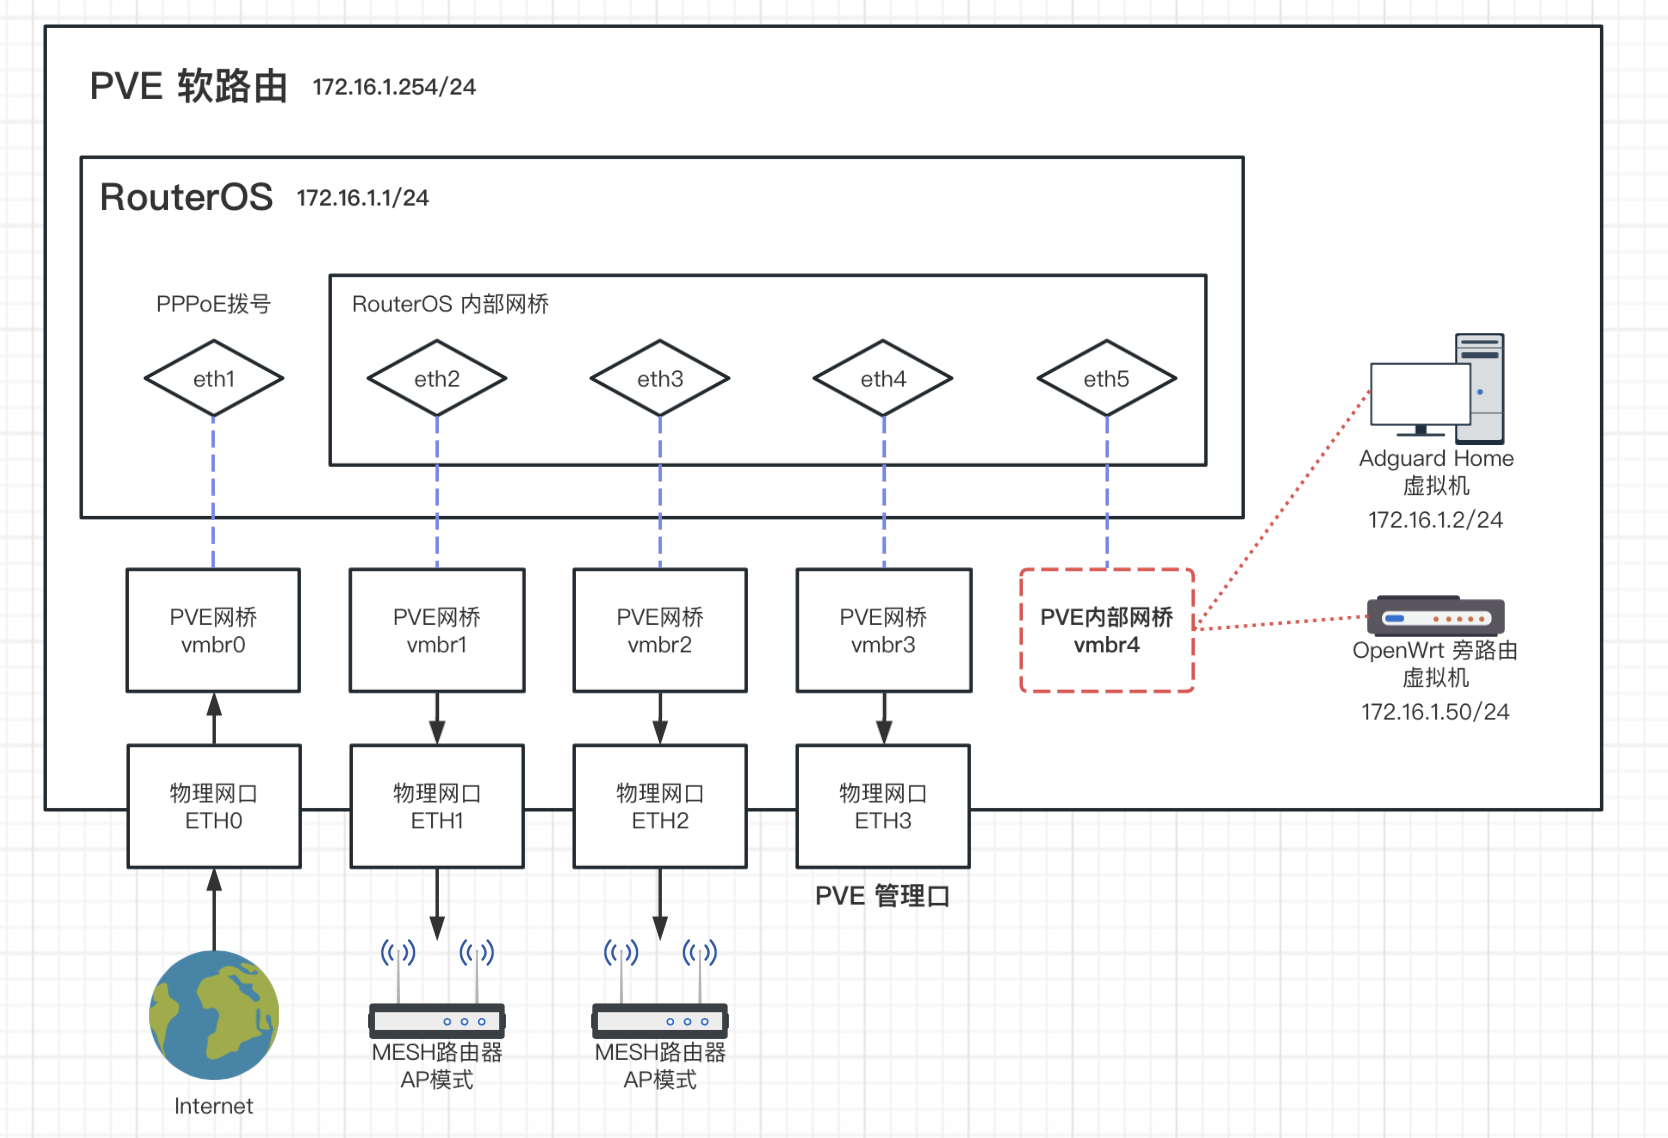 PVE 软路由 172.16.1.254/24
RouterOS 172.16.1.1/24
PPPoE拨号
RouterOS 内部网桥
eth1
eth2
eth3
eth4
eth5
Adguard Home
虚拟机
172.16.1.2/24
PVE网桥
vmbr0
PVE网桥
vmbr1
PVE网桥
vmbr2
PVE网桥
vmbr3
PVE内部网桥
vmbr4
OpenWrt 旁路由
虚拟机
172.16.1.50/24
物理网口
ETH0
物理网口
ETH1
物理网口
ETH2
物理网口
ETH3
PVE 管理口
MESH路由器
AP模式
MESH路由器
AP模式
Internet